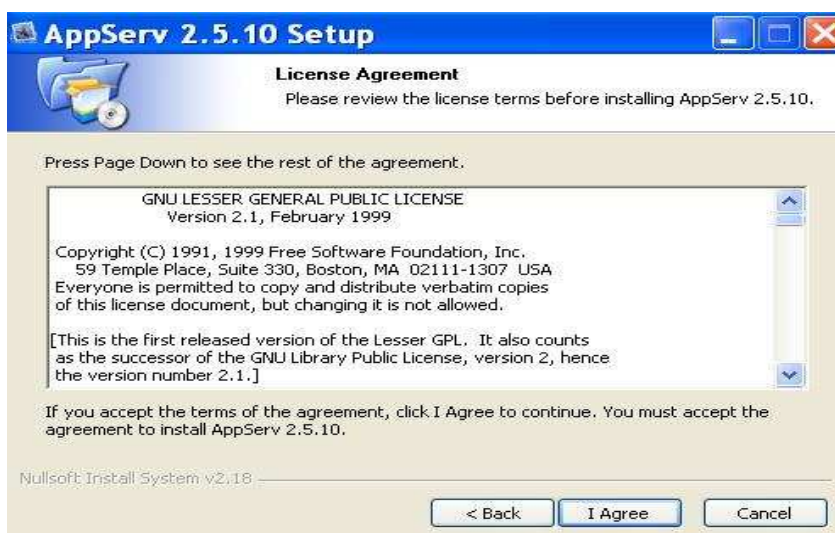 AppServ 2.5.10 Setup
License Agreement
Please review the license terms before installing AppServ 2.5.10.
Press Page Down to see the rest of the agreement.
GNU LESSER GENERAL PUBLIC LICENSE
Version 2.1, February 1999
Copyright (C) 1991, 1999 Free Software Foundation, Inc.
59 Temple Place, Suite 330, Boston, MA 02111-1307 USA
Everyone is permitted to copy and distribute verbatim copies
of this license document, but changing it is not allowed.
[This is the first released version of the Lesser GPL. It also counts
as the successor of the GNU Library Public License, version 2, hence
the version number 2.1.]
If you accept the terms of the agreement, click I Agree to continue. You must accept the
agreement to install AppServ 2.5.10.
Nullsoft Install System v2.18
< Back I Agree Cancel